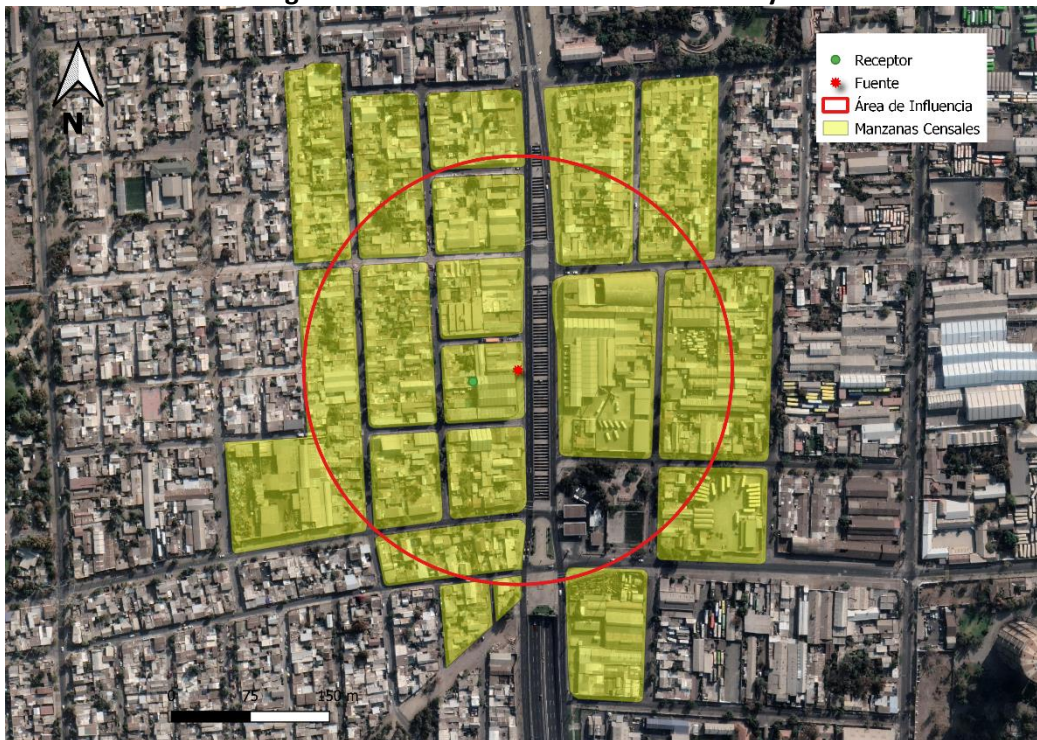 N
Receptor
Fuente
Área de Influencia
Manzanas Censales
0 75 150 m